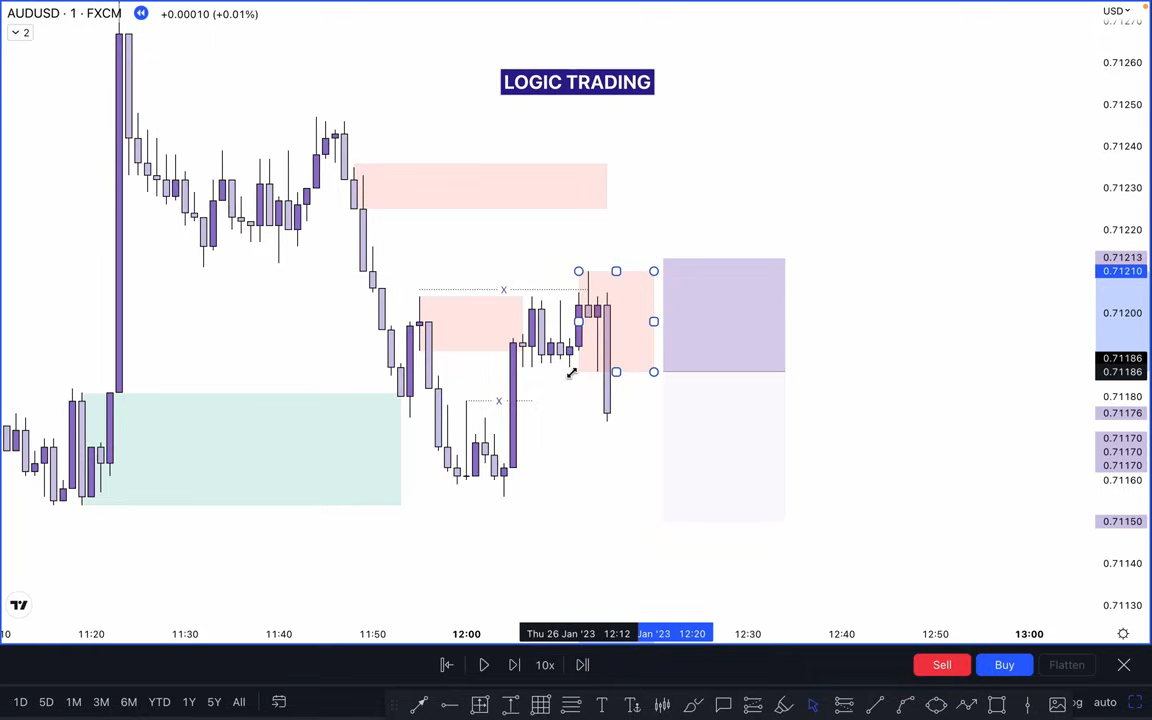 AUDUSD · 1 · FXCM +0.00010 (+0.01%)
2
USD
LOGIC TRADING
0.71270
0.71260
0.71250
0.71240
0.71230
0.71220
0.71213
0.71210
0.71200
0.71186
0.71186
0.71180
0.71176
0.71170
0.71170
0.71170
0.71160
0.71150
0.71140
0.71130
X
X
10 11:20 11:30 11:40 11:50 12:00 Thu 26 Jan '23 12:12 Jan '23 12:20 12:30 12:40 12:50 13:00
10x
Sell Buy Flatten
1D 5D 1M 3M 6M YTD 1Y 5Y All
og auto